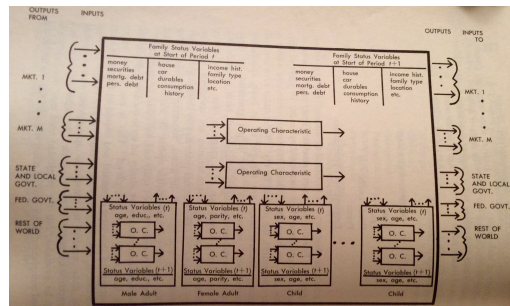 OUTPUTS
FROM
INPUTS
OUTPUTS
INPUTS
TO
Family Status Variables
at Start of Period t
money
securities
mortg. debt
pers. debt
house
car
durables
consumption
history
income hist.
family type
location
etc.
Family Status Variables
at Start of Period t+1
money
securities
mortg. debt
pers. debt
house
car
durables
consumption
history
income hist.
family type
location
etc.
MKT. I
MKT. M
STATE
AND LOCAL
GOVT.
FED. GOVT.
REST OF
WORLD
Operating Characteristic
Operating Characteristic
MKT. I
MKT. M
STATE
AND LOCAL
GOVT.
FED. GOVT.
REST OF
WORLD
Status Variables (t)
age, educ., etc.
O. C.
O. C.
Status Variables (t+1)
age, educ., etc.
Male Adult
Status Variables (t)
age, parity, etc.
O. C.
O. C.
Status Variables (t+1)
age, parity, etc.
Female Adult
Status Variables (t)
sex, age, etc.
O. C.
O. C.
Status Variables (t+1)
sex, age, etc.
Child
Status Variables (t)
sex, age, etc.
O. C.
O. C.
Status Variables (t+1)
sex, age, etc.
Child